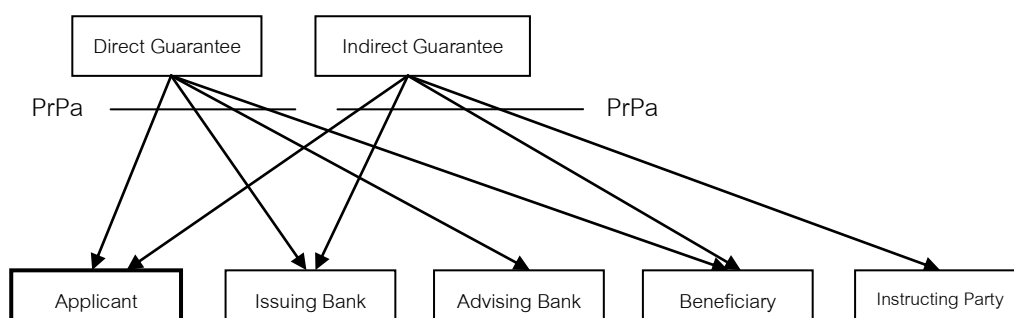 Direct Guarantee
Indirect Guarantee
PrPa
PrPa
Applicant
Issuing Bank
Advising Bank
Beneficiary
Instructing Party